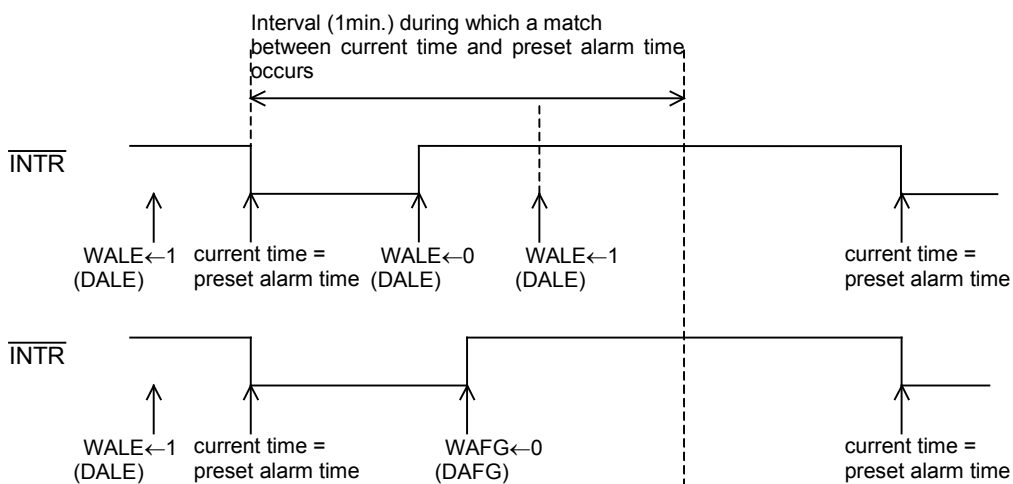 Interval (1min.) during which a match
between current time and preset alarm time
occurs
INTR
WALE←1 current time = WALE←0 WALE←1 current time =
(DALE) preset alarm time (DALE) (DALE) preset alarm time
INTR
WALE←1 current time = WAFG←0 current time =
(DALE) preset alarm time (DAFG) preset alarm time